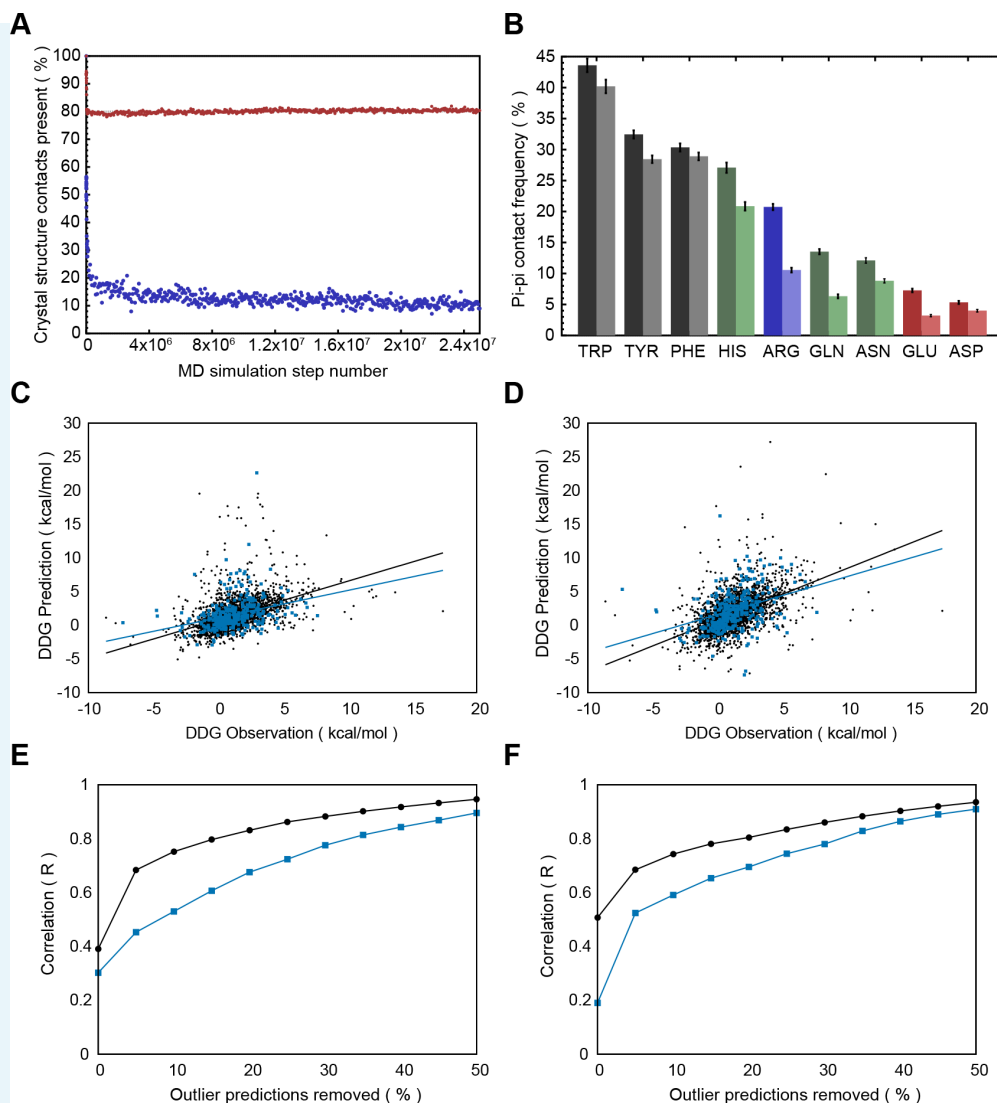 A
Crystal structure contacts present ( % )
100
90
80
70
60
50
40
30
20
10
0
0 4x10⁶ 8x10⁶ 1.2x10⁷ 1.6x10⁷ 2x10⁷ 2.4x10⁷
MD simulation step number
B
Pi-pi contact frequency ( % )
45
40
35
30
25
20
15
10
5
0
TRP TYR PHE HIS ARG GLN ASN GLU ASP
C
DDG Prediction ( kcal/mol )
30
25
20
15
10
5
0
-5
-10
-10 -5 0 5 10 15 20
DDG Observation ( kcal/mol )
D
DDG Prediction ( kcal/mol )
30
25
20
15
10
5
0
-5
-10
-10 -5 0 5 10 15 20
DDG Observation ( kcal/mol )
E
Correlation ( R )
1
0.8
0.6
0.4
0.2
0
0 10 20 30 40 50
Outlier predictions removed ( % )
F
Correlation ( R )
1
0.8
0.6
0.4
0.2
0
0 10 20 30 40 50
Outlier predictions removed ( % )